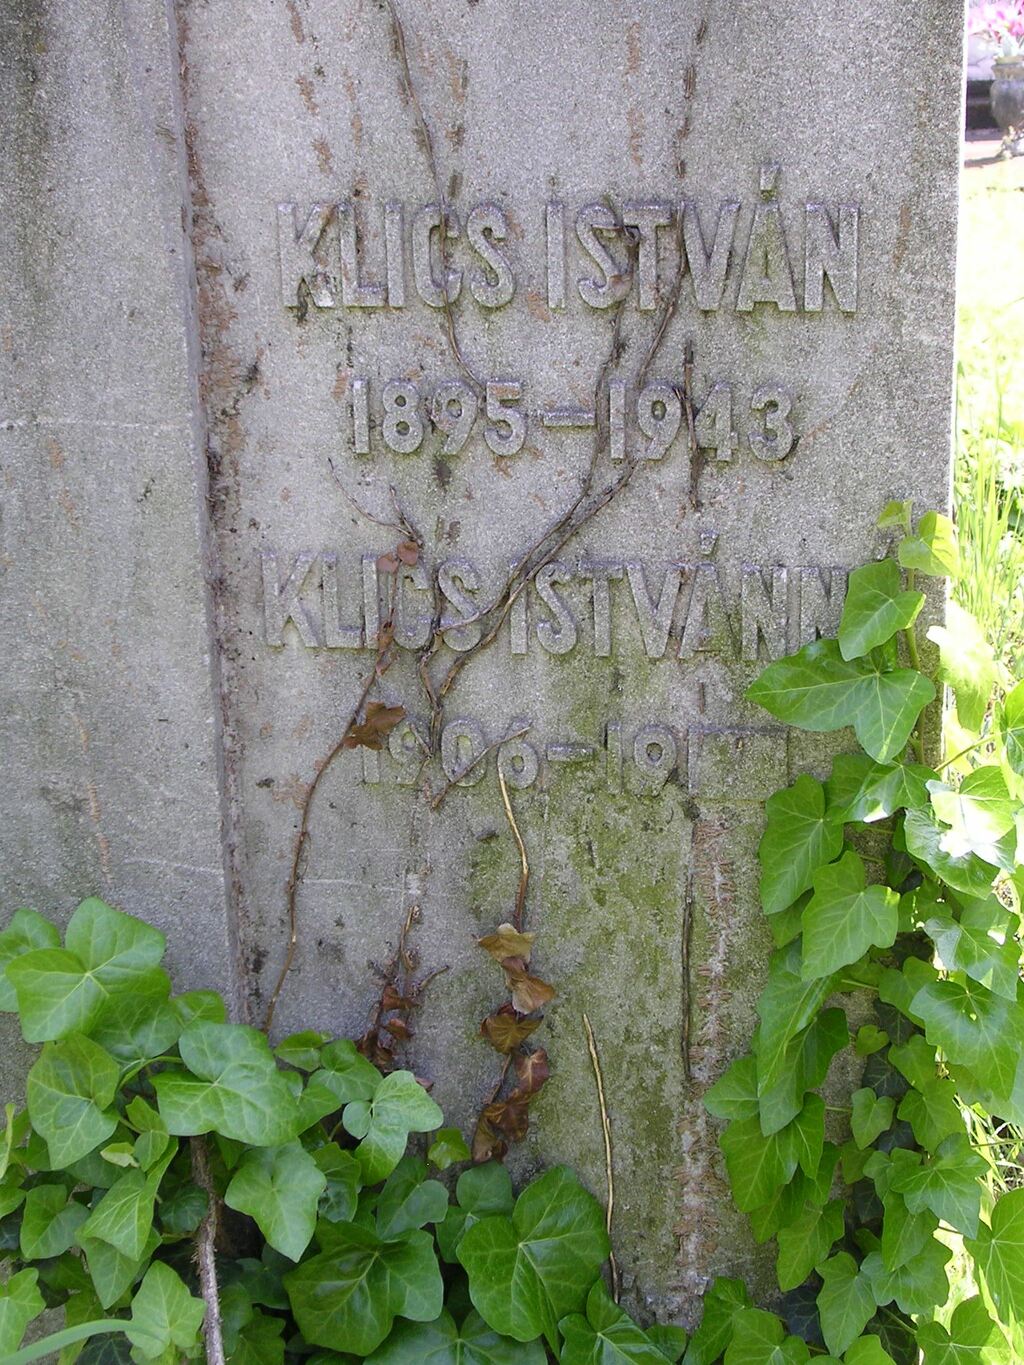 KLICS ISTVÁN
1895-1943
KLICS ISTVÁNN
1906-19